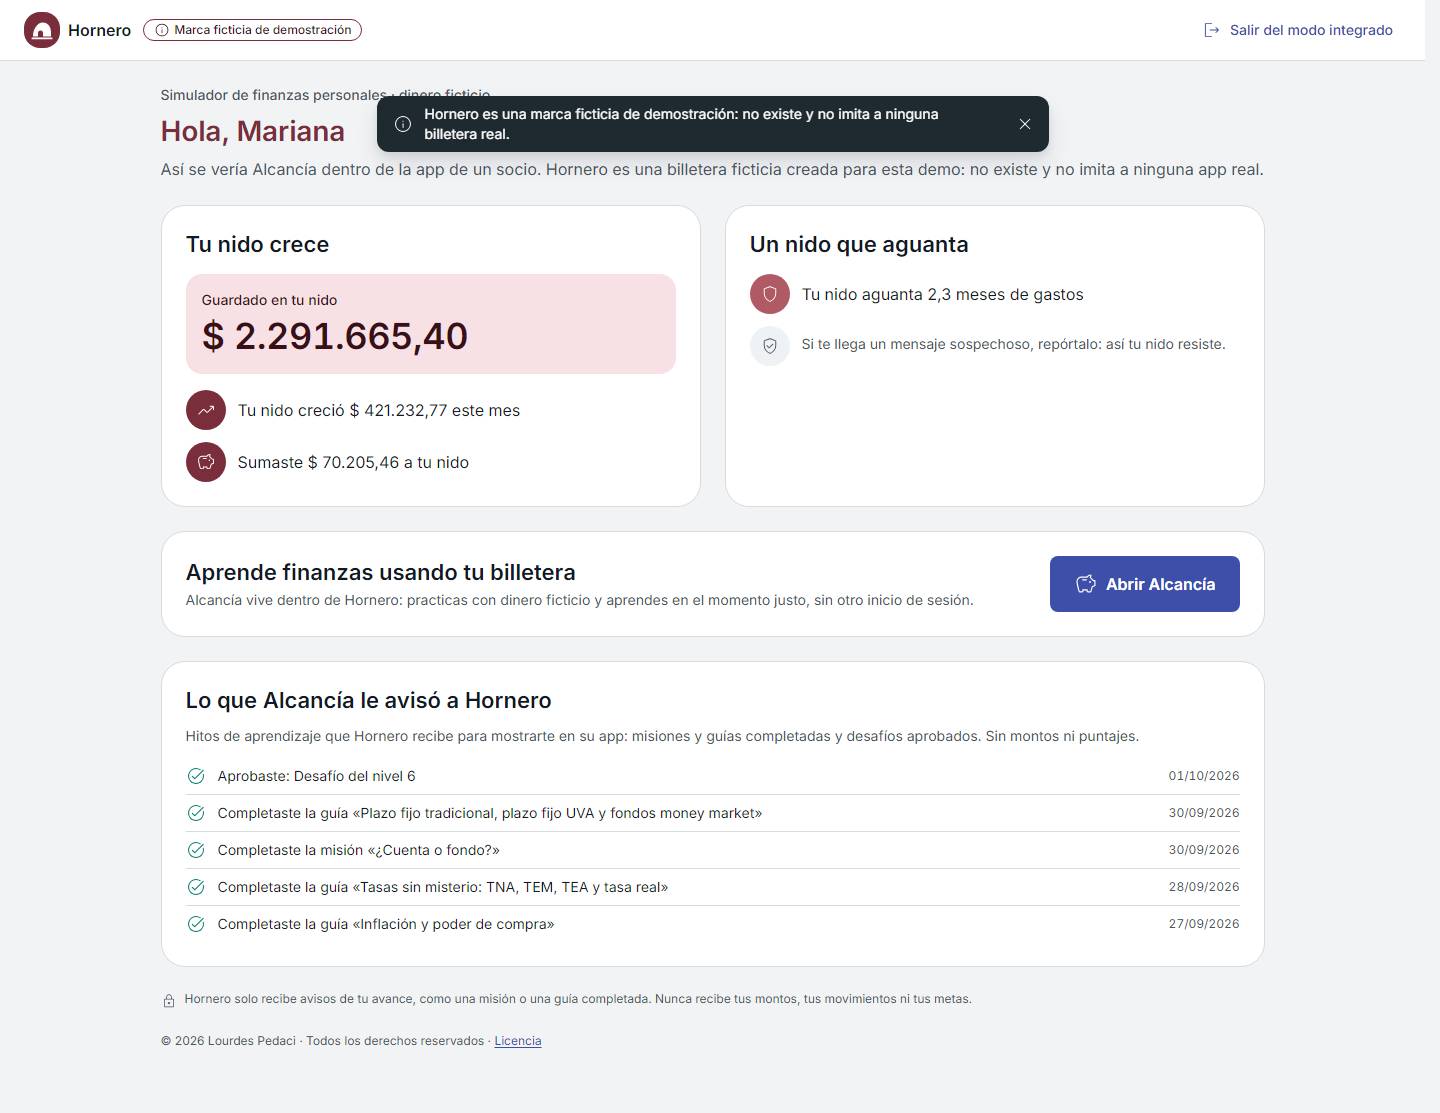 Hornero
Marca ficticia de demostración
Salir del modo integrado
Simulador de finanzas personales · dinero ficticio
Hornero es una marca ficticia de demostración: no existe y no imita a ninguna
billetera real.
Hola, Mariana
Así se vería Alcancía dentro de la app de un socio. Hornero es una billetera ficticia creada para esta demo: no existe y no imita a ninguna app real.
Tu nido crece
Guardado en tu nido
$ 2.291.665,40
Tu nido creció $ 421.232,77 este mes
Sumaste $ 70.205,46 a tu nido
Un nido que aguanta
Tu nido aguanta 2,3 meses de gastos
Si te llega un mensaje sospechoso, repórtalo: así tu nido resiste.
Aprende finanzas usando tu billetera
Alcancía vive dentro de Hornero: practicas con dinero ficticio y aprendes en el momento justo, sin otro inicio de sesión.
Abrir Alcancía
Lo que Alcancía le avisó a Hornero
Hitos de aprendizaje que Hornero recibe para mostrarte en su app: misiones y guías completadas y desafíos aprobados. Sin montos ni puntajes.
Aprobaste: Desafío del nivel 6 01/10/2026
Completaste la guía «Plazo fijo tradicional, plazo fijo UVA y fondos money market» 30/09/2026
Completaste la misión «¿Cuenta o fondo?» 30/09/2026
Completaste la guía «Tasas sin misterio: TNA, TEM, TEA y tasa real» 28/09/2026
Completaste la guía «Inflación y poder de compra» 27/09/2026
Hornero solo recibe avisos de tu avance, como una misión o una guía completada. Nunca recibe tus montos, tus movimientos ni tus metas.
© 2026 Lourdes Pedaci · Todos los derechos reservados · Licencia